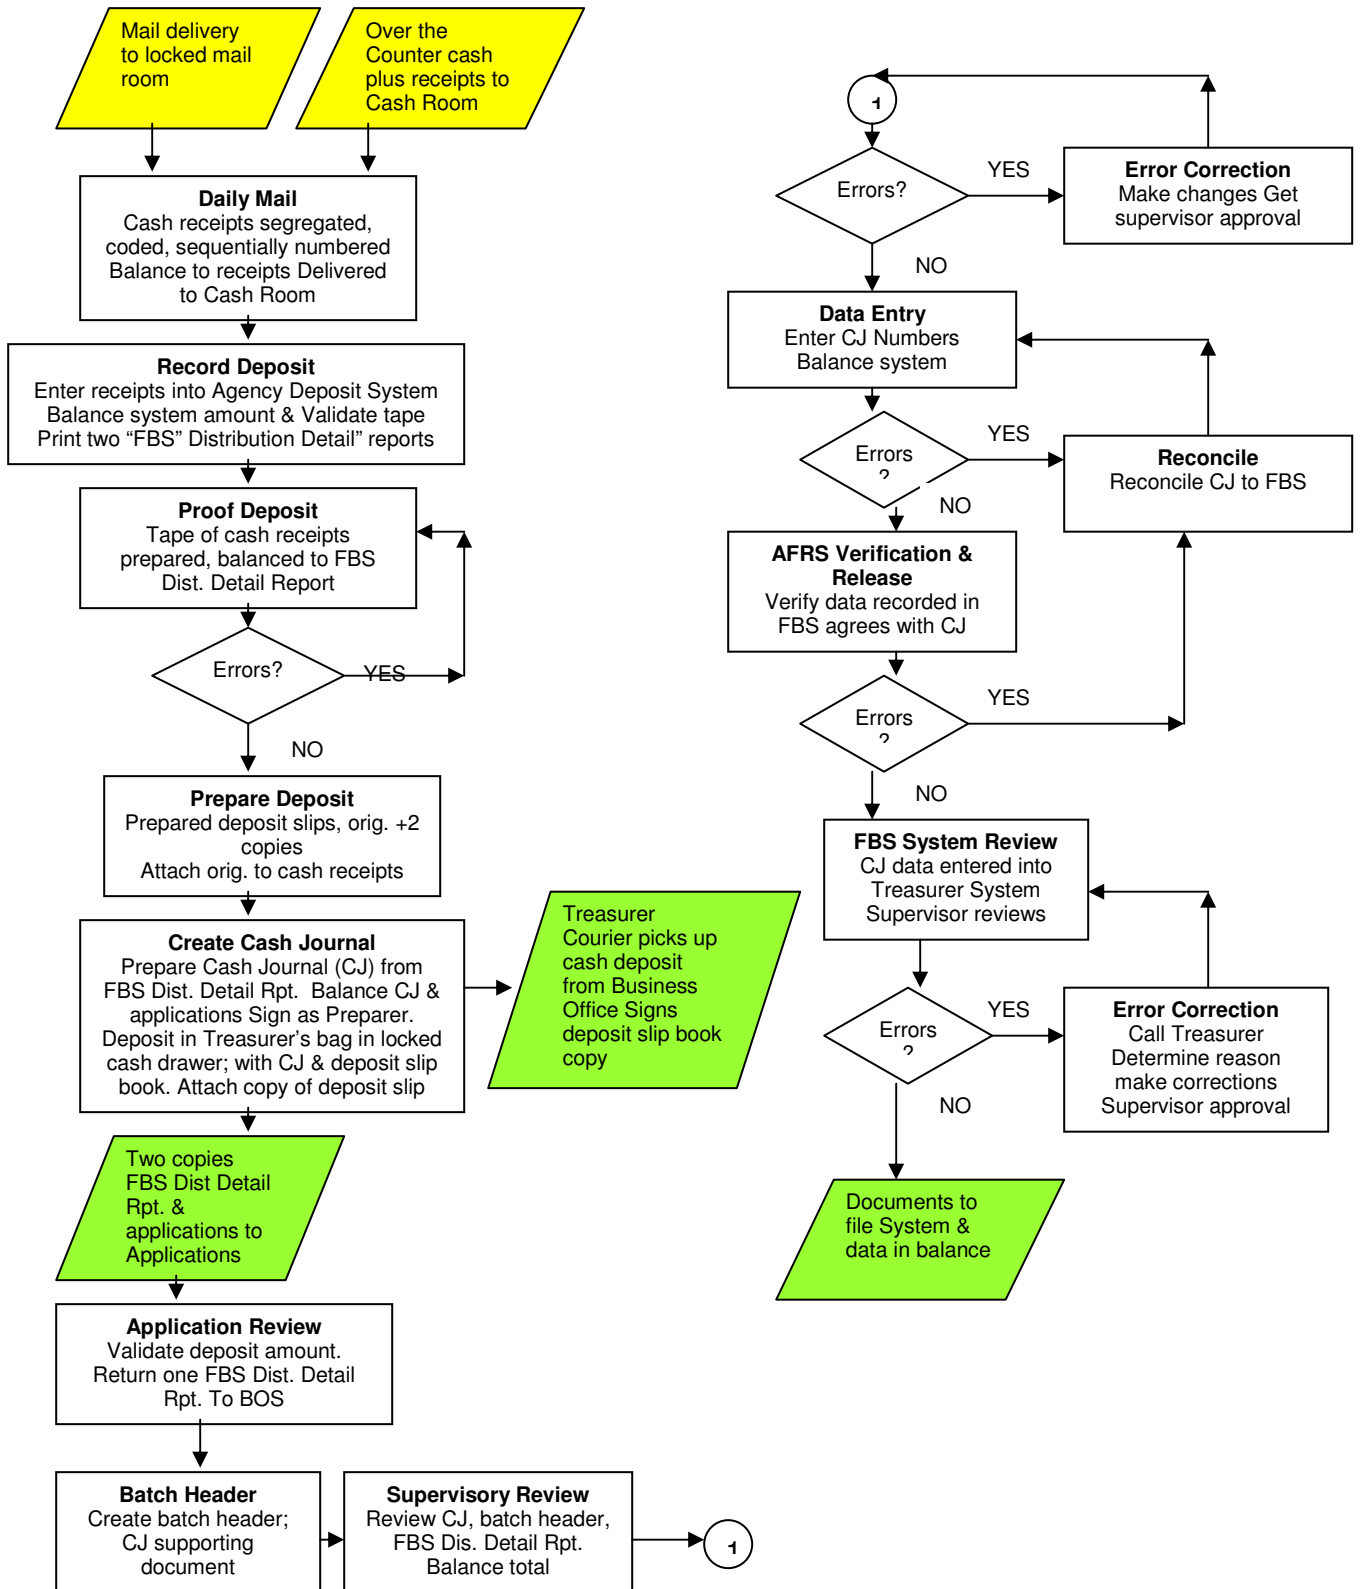 Mail delivery
to locked mail
room
Over the
Counter cash
plus receipts to
Cash Room
Daily Mail
Cash receipts segregated,
coded, sequentially numbered
Balance to receipts Delivered
to Cash Room
Record Deposit
Enter receipts into Agency Deposit System
Balance system amount & Validate tape
Print two “FBS” Distribution Detail” reports
Proof Deposit
Tape of cash receipts
prepared, balanced to FBS
Dist. Detail Report
Errors?
YES
NO
Prepare Deposit
Prepared deposit slips, orig. +2
copies
Attach orig. to cash receipts
Create Cash Journal
Prepare Cash Journal (CJ) from
FBS Dist. Detail Rpt. Balance CJ &
applications Sign as Preparer.
Deposit in Treasurer’s bag in locked
cash drawer; with CJ & deposit slip
book. Attach copy of deposit slip
Treasurer
Courier picks up
cash deposit
from Business
Office Signs
deposit slip book
copy
Two copies
FBS Dist Detail
Rpt. &
applications to
Applications
Application Review
Validate deposit amount.
Return one FBS Dist. Detail
Rpt. To BOS
Batch Header
Create batch header;
CJ supporting
document
Supervisory Review
Review CJ, batch header,
FBS Dis. Detail Rpt.
Balance total
1
1
Errors?
YES
Error Correction
Make changes Get
supervisor approval
NO
Data Entry
Enter CJ Numbers
Balance system
Errors
?
YES
Reconcile
Reconcile CJ to FBS
NO
AFRS Verification &
Release
Verify data recorded in
FBS agrees with CJ
Errors
?
YES
NO
FBS System Review
CJ data entered into
Treasurer System
Supervisor reviews
Errors
?
YES
Error Correction
Call Treasurer
Determine reason
make corrections
Supervisor approval
NO
Documents to
file System &
data in balance